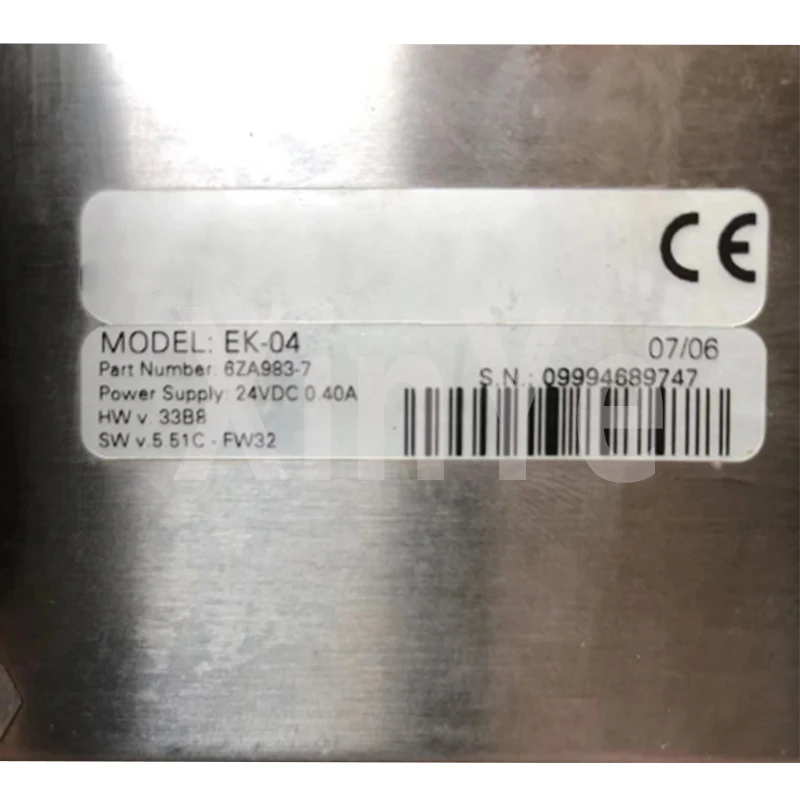 CE
MODEL: EK-04
07/06
Part Number: 6ZA983-7
S.N.: 09994689747
Power Supply: 24VDC 0.40A
HW v. 33B8
SW v.5.51C - FW32
XinYe